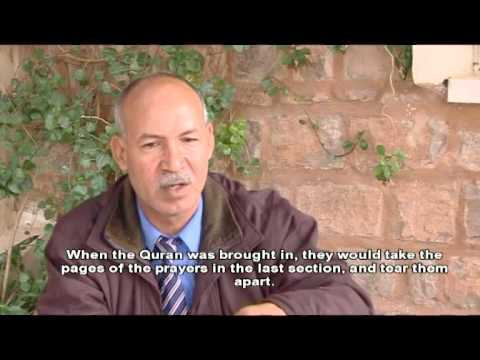 When the Quran was brought in, they would take the
pages of the prayers in the last section, and tear them
apart.